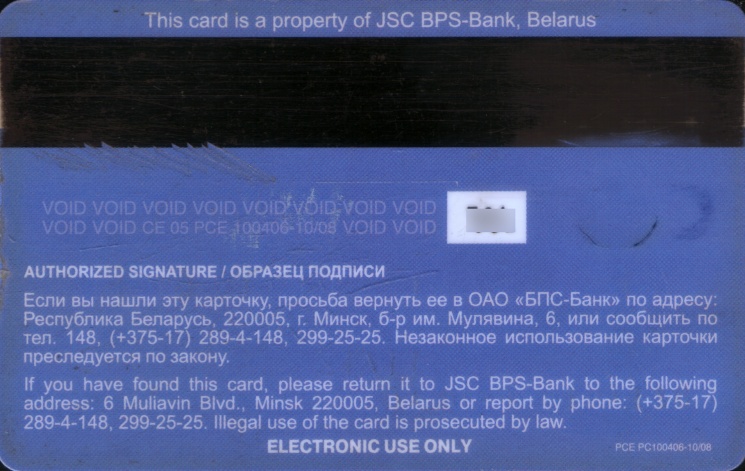 This card is a property of JSC BPS-Bank, Belarus
VOID VOID VOID VOID VOID VOID VOID VOID
VOID VOID CE 05 PCE 100406-10/08 VOID VOID
AUTHORIZED SIGNATURE / ОБРАЗЕЦ ПОДПИСИ
Если вы нашли эту карточку, просьба вернуть ее в ОАО «БПС-Банк» по адресу:
Республика Беларусь, 220005, г. Минск, б-р им. Мулявина, 6, или сообщить по
тел. 148, (+375-17) 289-4-148, 299-25-25. Незаконное использование карточки
преследуется по закону.
If you have found this card, please return it to JSC BPS-Bank to the following
address: 6 Muliavin Blvd., Minsk 220005, Belarus or report by phone: (+375-17)
289-4-148, 299-25-25. Illegal use of the card is prosecuted by law.
ELECTRONIC USE ONLY
PCE PC100406-10/08